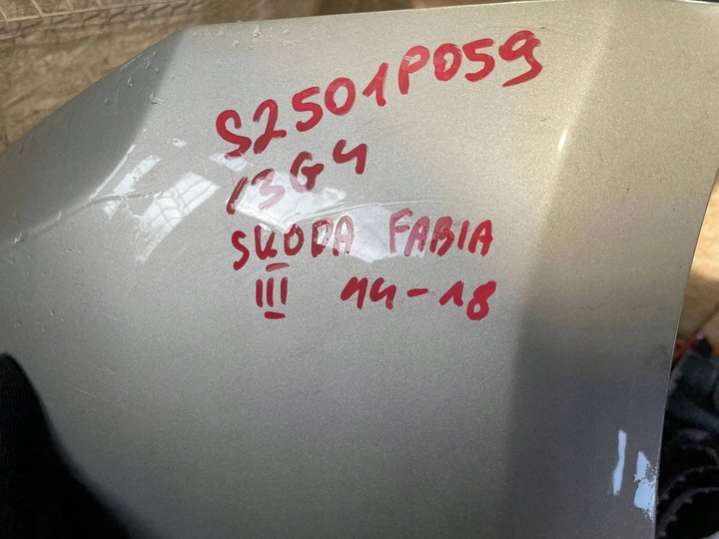 S2501P059
13G4
SKODA FABIA
III 14-18